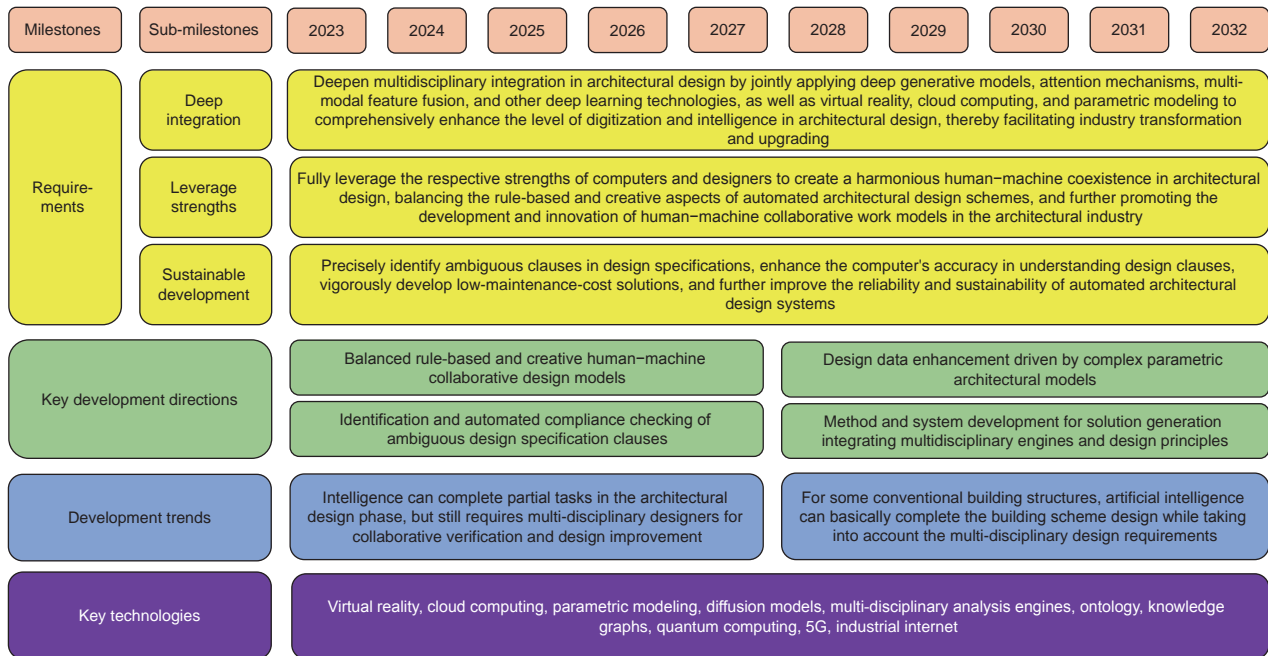 Milestones
Sub-milestones
2023
2024
2025
2026
2027
2028
2029
2030
2031
2032
Require-
ments
Deep
integration
Deepen multidisciplinary integration in architectural design by jointly applying deep generative models, attention mechanisms, multi-
modal feature fusion, and other deep learning technologies, as well as virtual reality, cloud computing, and parametric modeling to
comprehensively enhance the level of digitization and intelligence in architectural design, thereby facilitating industry transformation
and upgrading
Leverage
strengths
Fully leverage the respective strengths of computers and designers to create a harmonious human−machine coexistence in architectural
design, balancing the rule-based and creative aspects of automated architectural design schemes, and further promoting the
development and innovation of human−machine collaborative work models in the architectural industry
Sustainable
development
Precisely identify ambiguous clauses in design specifications, enhance the computer's accuracy in understanding design clauses,
vigorously develop low-maintenance-cost solutions, and further improve the reliability and sustainability of automated architectural
design systems
Key development directions
Balanced rule-based and creative human−machine
collaborative design models
Design data enhancement driven by complex parametric
architectural models
Identification and automated compliance checking of
ambiguous design specification clauses
Method and system development for solution generation
integrating multidisciplinary engines and design principles
Development trends
Intelligence can complete partial tasks in the architectural
design phase, but still requires multi-disciplinary designers for
collaborative verification and design improvement
For some conventional building structures, artificial intelligence
can basically complete the building scheme design while taking
into account the multi-disciplinary design requirements
Key technologies
Virtual reality, cloud computing, parametric modeling, diffusion models, multi-disciplinary analysis engines, ontology, knowledge
graphs, quantum computing, 5G, industrial internet